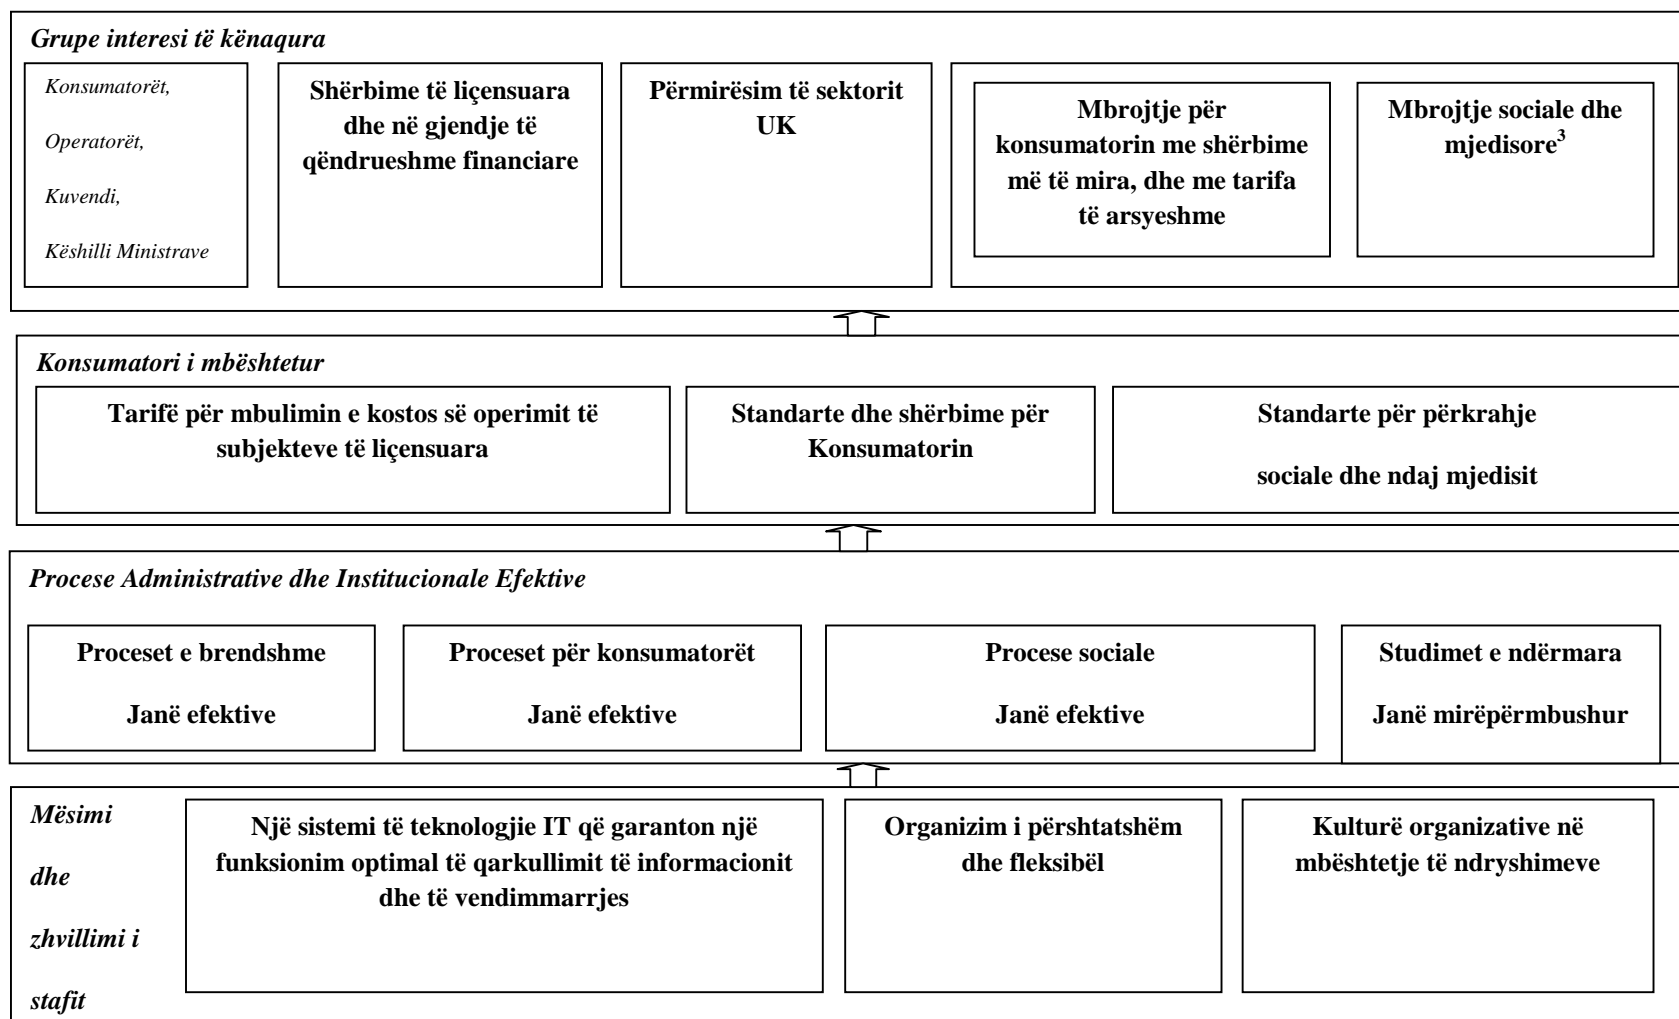 Grupe interesi të kënaqura
Konsumatorët,
Operatorët,
Kuvendi,
Këshilli Ministrave
Shërbime të liçensuara
dhe në gjendje të
qëndrueshme financiare
Përmirësim të sektorit
UK
Mbrojtje për
konsumatorin me shërbime
më të mira, dhe me tarifa
të arsyeshme
Mbrojtje sociale dhe
mjedisore³
Konsumatori i mbështetur
Tarifë për mbulimin e kostos së operimit të
subjekteve të liçensuara
Standarte dhe shërbime për
Konsumatorin
Standarte për përkrahje
sociale dhe ndaj mjedisit
Procese Administrative dhe Institucionale Efektive
Proceset e brendshme
Janë efektive
Proceset për konsumatorët
Janë efektive
Procese sociale
Janë efektive
Studimet e ndërmara
Janë mirëpërmbushur
Mësimi
dhe
zhvillimi i
stafit
Një sistemi të teknologjie IT që garanton një
funksionim optimal të qarkullimit të informacionit
dhe të vendimmarrjes
Organizim i përshtatshëm
dhe fleksibël
Kulturë organizative në
mbështetje të ndryshimeve